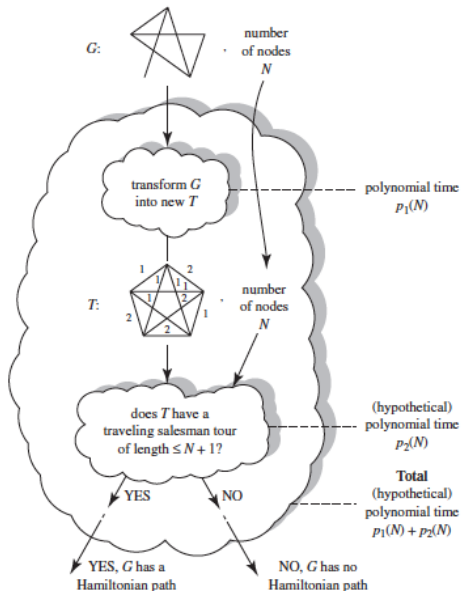 G:
number
of nodes
N
transform G
into new T
polynomial time
p₁(N)
T:
1
2
1
1
1
1
2
2
1
2
number
of nodes
N
does T have a
traveling salesman tour
of length ≤ N + 1?
(hypothetical)
polynomial time
p₂(N)
Total
(hypothetical)
polynomial time
p₁(N) + p₂(N)
YES
NO
YES, G has a
Hamiltonian path
NO, G has no
Hamiltonian path